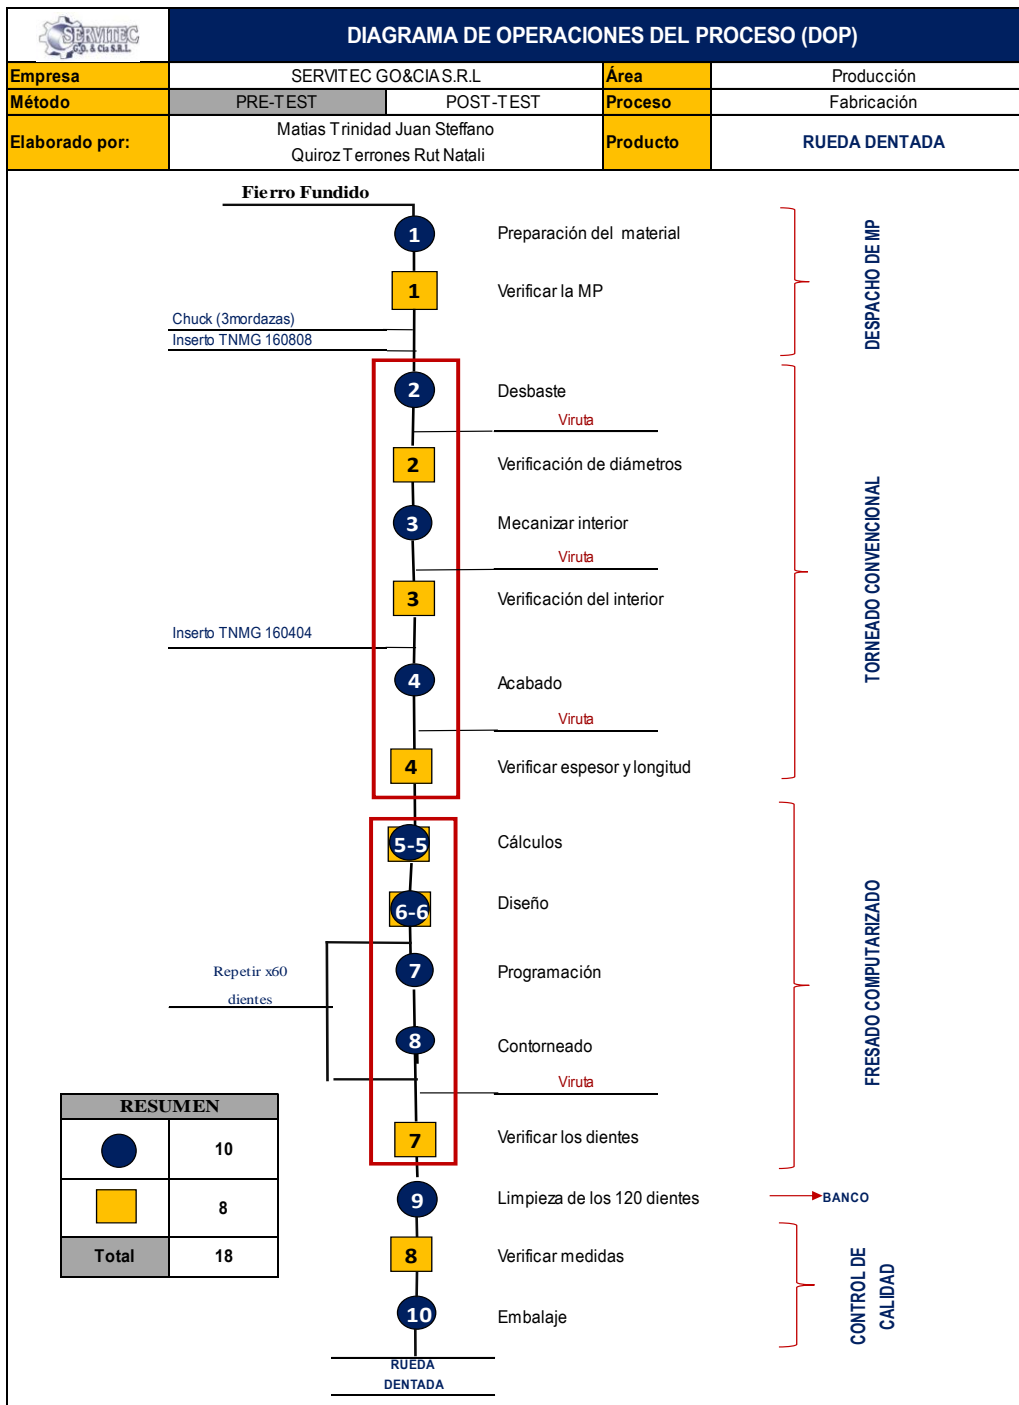 SERVITEC
G.O. & Cia S.R.L.
DIAGRAMA DE OPERACIONES DEL PROCESO (DOP)
Empresa SERVITEC GO&CIA S.R.L Área Producción
Método PRE-TEST POST-TEST Proceso Fabricación
Elaborado por: Matias Trinidad Juan Steffano
Quiroz Terrones Rut Natali
Producto RUEDA DENTADA
Fierro Fundido
1 Preparación del material
1 Verificar la MP
DESPACHO DE MP
Chuck (3mordazas)
Inserto TNMG 160808
2 Desbaste
Viruta
2 Verificación de diámetros
3 Mecanizar interior
Viruta
3 Verificación del interior
Inserto TNMG 160404
4 Acabado
Viruta
4 Verificar espesor y longitud
TORNEADO CONVENCIONAL
5-5 Cálculos
6-6 Diseño
Repetir x60
dientes
7 Programación
8 Contorneado
Viruta
7 Verificar los dientes
FRESADO COMPUTARIZADO
9 Limpieza de los 120 dientes BANCO
8 Verificar medidas
10 Embalaje
CONTROL DE
CALIDAD
RUEDA
DENTADA
RESUMEN
10
8
Total 18